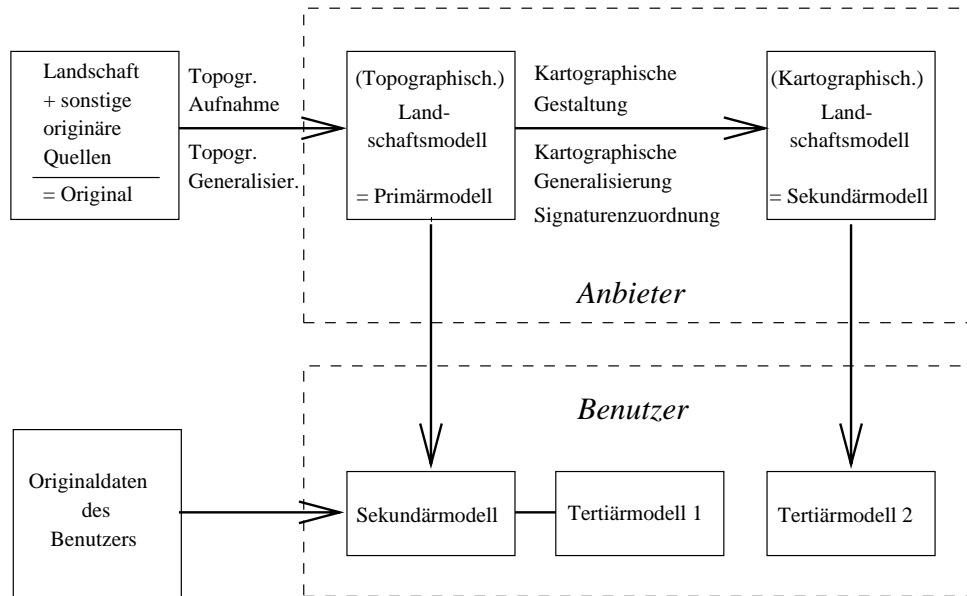 Landschaft
+ sonstige
originäre
Quellen
= Original
Topogr.
Aufnahme
Topogr.
Generalisier.
(Topographisch.)
Land-
schaftsmodell
= Primärmodell
Kartographische
Gestaltung
Kartographische
Generalisierung
Signaturenzuordnung
(Kartographisch.)
Land-
schaftsmodell
= Sekundärmodell
Anbieter
Benutzer
Originaldaten
des
Benutzers
Sekundärmodell
Tertiärmodell 1
Tertiärmodell 2